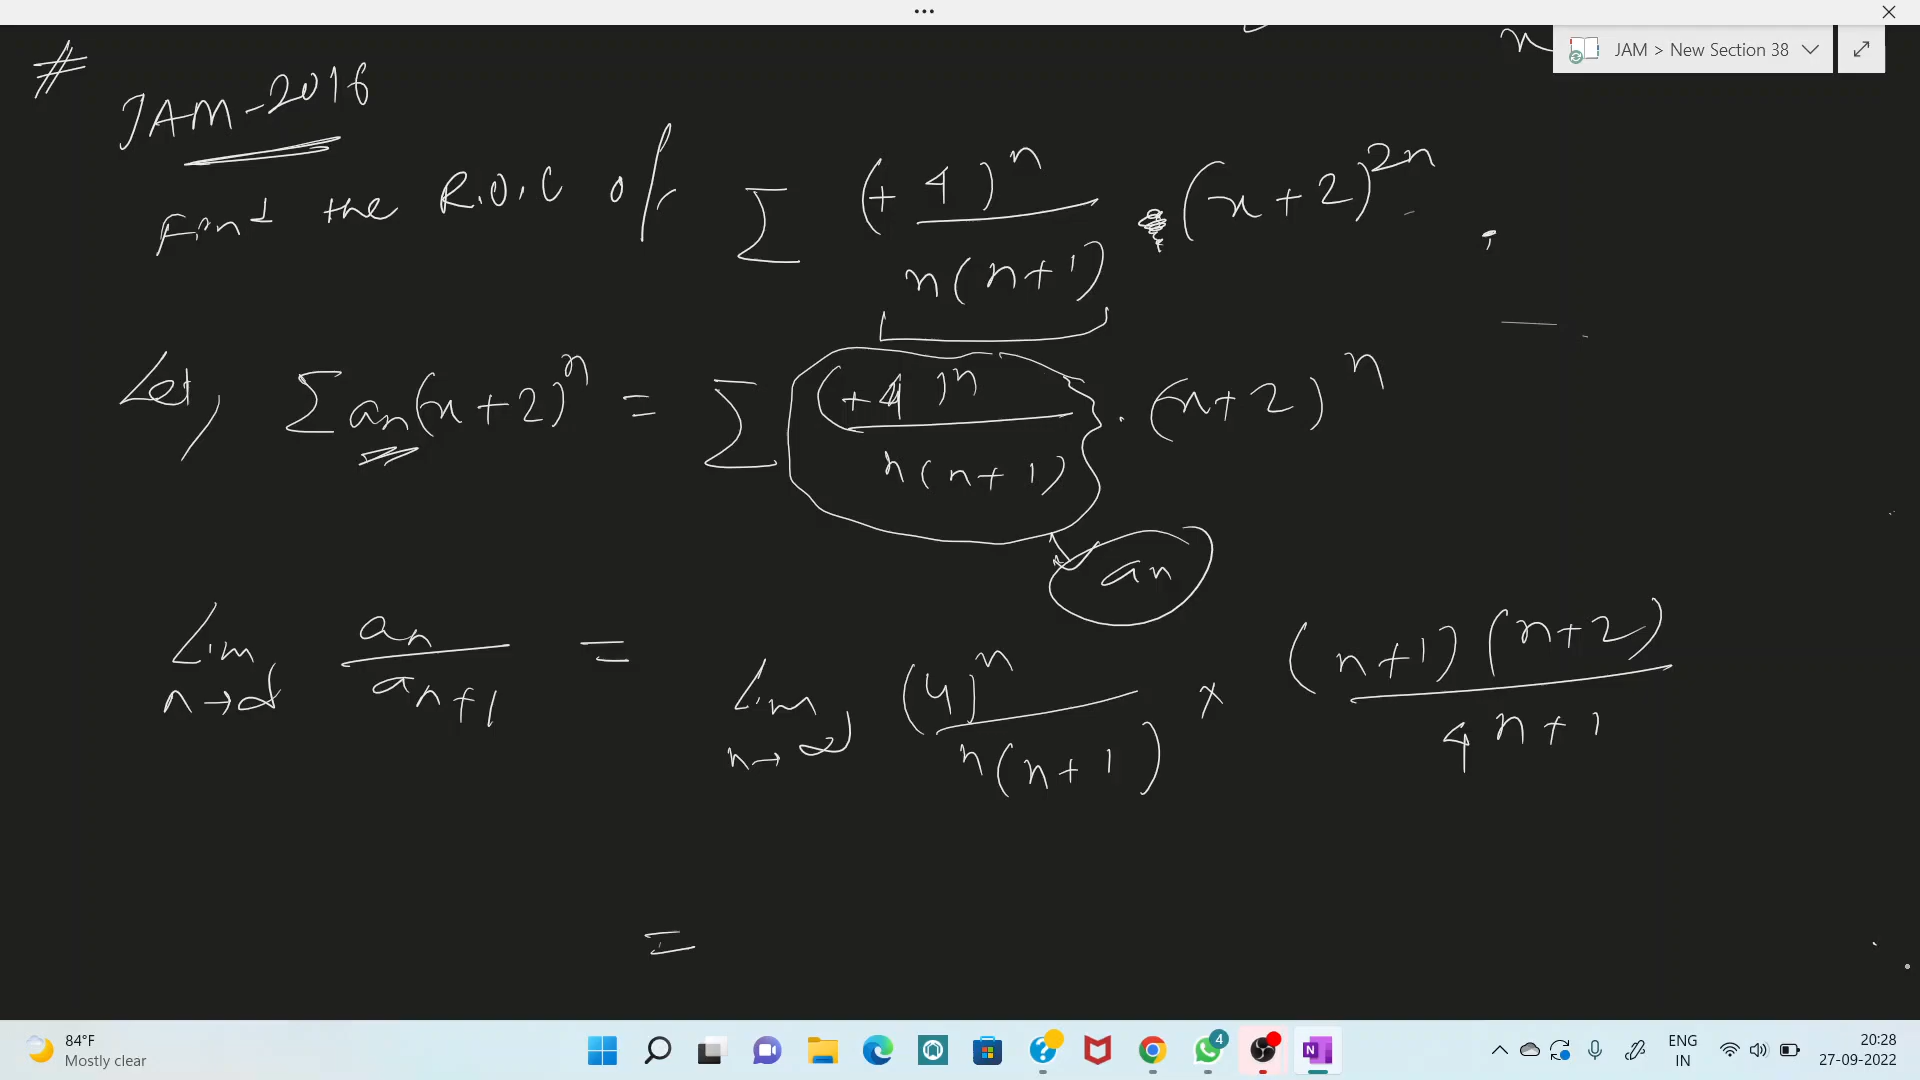 ...
JAM > New Section 38
#
JAM-2016
Find the R.O.C of ∑ (+4)^n / n(n+1) (x+2)^2n .
Let, ∑ an(x+2)^n = ∑ (+4)^n / n(n+1) . (x+2)^n
an
Lim n→∞ an / an+1 = Lim n→∞ (4)^n / n(n+1) × (n+1)(n+2) / 4^n+1
=
84°F
Mostly clear
4
N
ENG
IN
20:28
27-09-2022